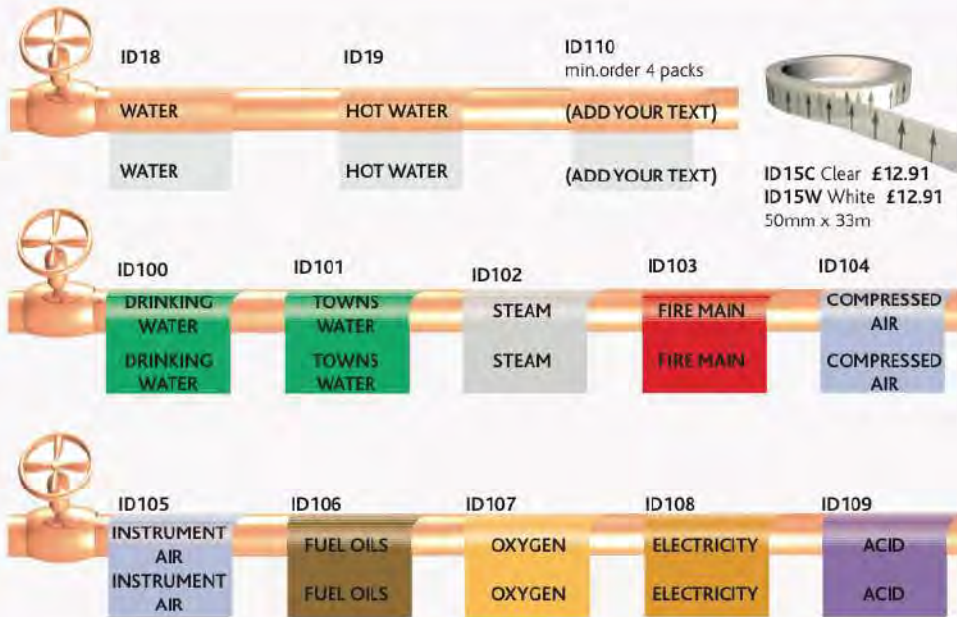 ID18
ID19
ID110
min.order 4 packs
WATER
HOT WATER
(ADD YOUR TEXT)
WATER
HOT WATER
(ADD YOUR TEXT)
ID15C Clear £12.91
ID15W White £12.91
50mm x 33m
ID100
ID101
ID102
ID103
ID104
DRINKING
WATER
TOWNS
WATER
STEAM
FIRE MAIN
COMPRESSED
AIR
DRINKING
WATER
TOWNS
WATER
STEAM
FIRE MAIN
COMPRESSED
AIR
ID105
ID106
ID107
ID108
ID109
INSTRUMENT
AIR
FUEL OILS
OXYGEN
ELECTRICITY
ACID
INSTRUMENT
AIR
FUEL OILS
OXYGEN
ELECTRICITY
ACID